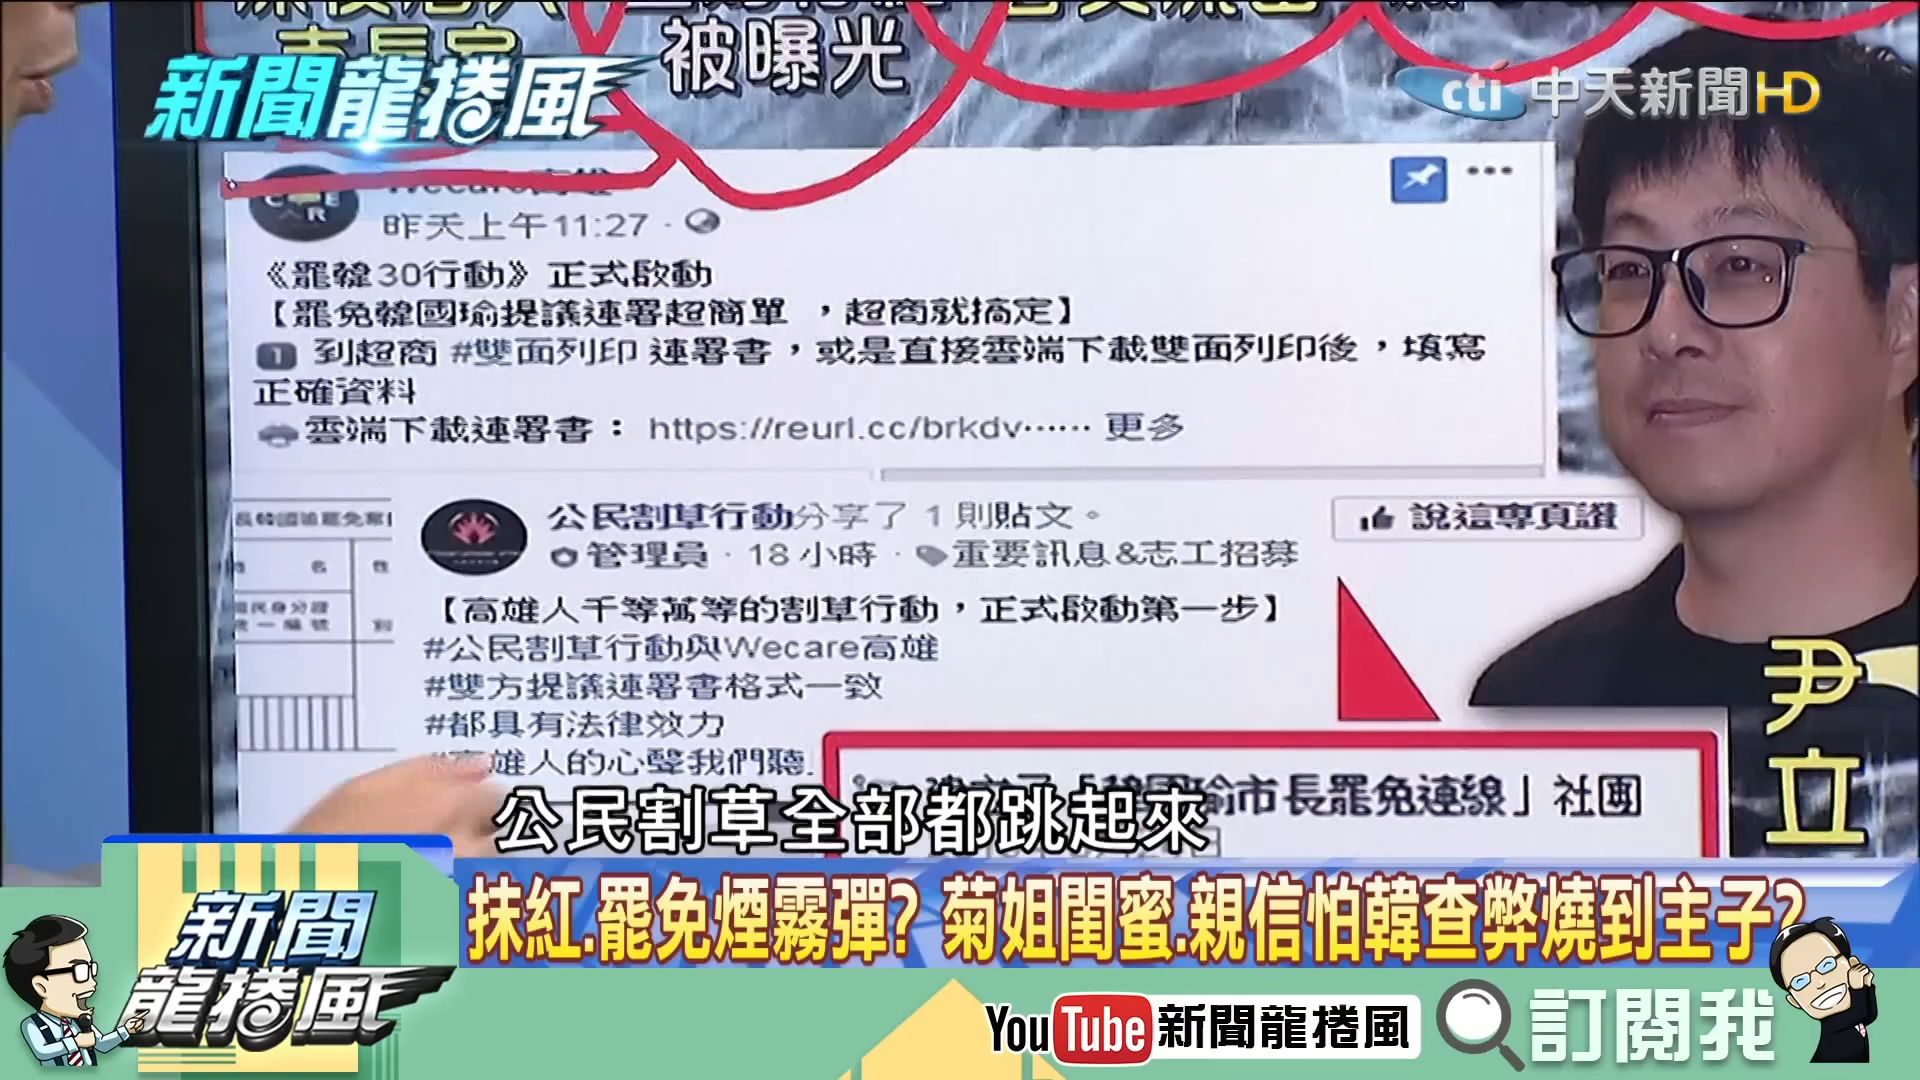 被曝光
新聞龍捲風
cti 中天新聞HD
Wecare高雄
昨天上午11:27
《罷韓30行動》正式啟動
【罷免韓國瑜提議連署超簡單 ，超商就搞定】
1 到超商 #雙面列印 連署書，或是直接雲端下載雙面列印後，填寫
正確資料
雲端下載連署書： https://reurl.cc/brkdv…… 更多
公民割草行動分享了 1 則貼文。
說這專頁讚
管理員 · 18 小時 · 重要訊息&志工招募
【高雄人千等萬等的割草行動，正式啟動第一步】
#公民割草行動與Wecare高雄
#雙方提議連署書格式一致
#都具有法律效力
雄人的心聲我們聽
市長罷免連線」社團
尹立
公民割草全部都跳起來
抹紅.罷免煙霧彈? 菊姐閨蜜.親信怕韓查弊燒到主子?
新聞龍捲風
YouTube 新聞龍捲風
訂閱我